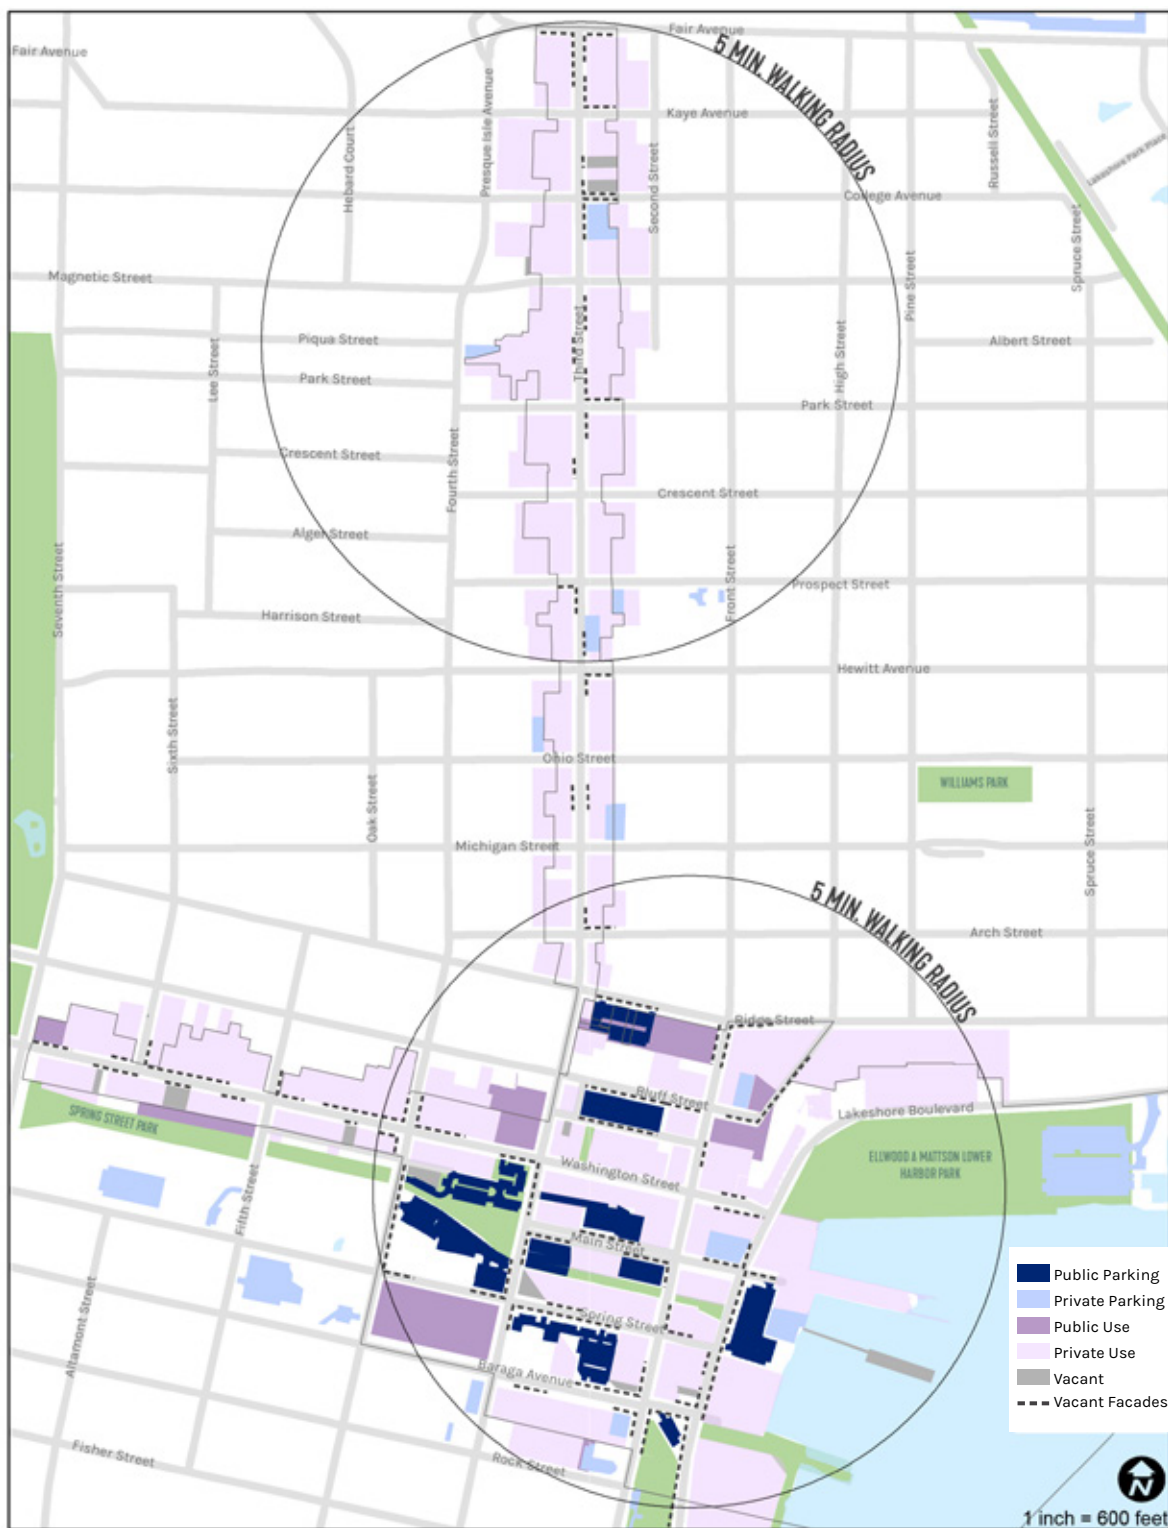 Fair Avenue
Fair Avenue
5 MIN. WALKING RADIUS
Kaye Avenue
Presque Isle Avenue
Hebard Court
Second Street
Russell Street
Lakeshore Park Place
College Avenue
Spruce Street
Pine Street
Magnetic Street
Third Street
High Street
Piqua Street
Albert Street
Lee Street
Park Street
Park Street
Crescent Street
Fourth Street
Crescent Street
Alger Street
Seventh Street
Front Street
Prospect Street
Harrison Street
Hewitt Avenue
Sixth Street
Ohio Street
WILLIAMS PARK
Oak Street
Michigan Street
Spruce Street
5 MIN. WALKING RADIUS
Arch Street
Ridge Street
Bluff Street
SPRING STREET PARK
Lakeshore Boulevard
ELLWOOD A MATTSON LOWER
HARBOR PARK
Washington Street
Fifth Street
Main Street
Altamont Street
Spring Street
Baraga Avenue
Fisher Street
Rock Street
Public Parking
Private Parking
Public Use
Private Use
Vacant
Vacant Facades
N
1 inch = 600 feet